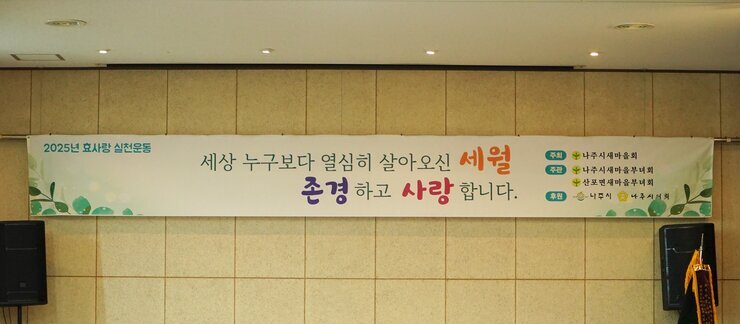 2025년 효사랑 실천운동
세상 누구보다 열심히 살아오신 세월
존경하고 사랑합니다.
주최 나주시새마을회
주관 나주시새마을부녀회
산포면새마을부녀회
후원 나주시 나주시의회